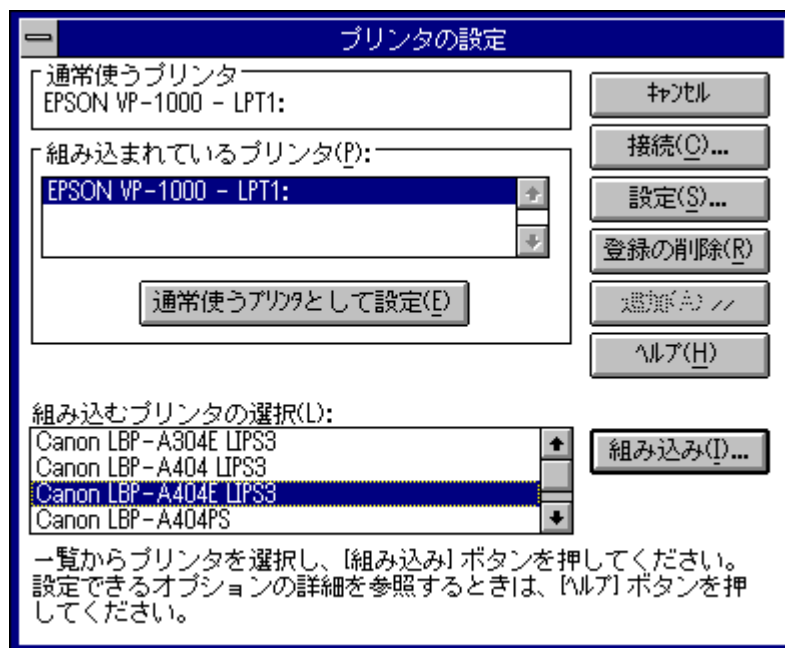 プリンタの設定
通常使うプリンタ
EPSON VP-1000 - LPT1:
組み込まれているプリンタ(P):
EPSON VP-1000 - LPT1:
通常使うﾌﾟﾘﾝﾀとして設定(E)
ｷｬﾝｾﾙ
接続(C)...
設定(S)...
登録の削除(R)
追加(A) >>
ﾍﾙﾌﾟ(H)
組み込むプリンタの選択(L):
Canon LBP-A304E LIPS3
Canon LBP-A404 LIPS3
Canon LBP-A404E LIPS3
Canon LBP-A404PS
組み込み(I)...
一覧からプリンタを選択し、[組み込み] ボタンを押してください。
設定できるオプションの詳細を参照するときは、[ﾍﾙﾌﾟ] ボタンを押
してください。